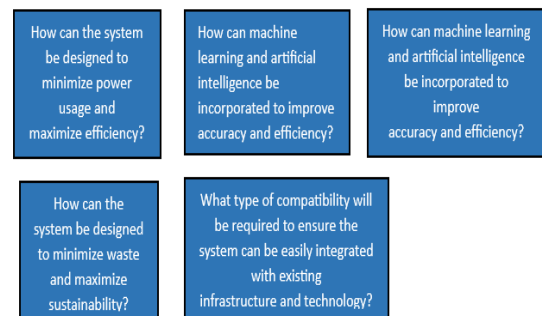 How can the system
be designed to
minimize power
usage and
maximize efficiency?
How can machine
learning and artificial
intelligence be
incorporated to improve
accuracy and efficiency?
How can machine learning
and artificial intelligence
be incorporated to
improve
accuracy and efficiency?
How can the
system be designed
to minimize waste
and maximize
sustainability?
What type of compatibility will
be required to ensure the
system can be easily integrated
with existing
infrastructure and technology?